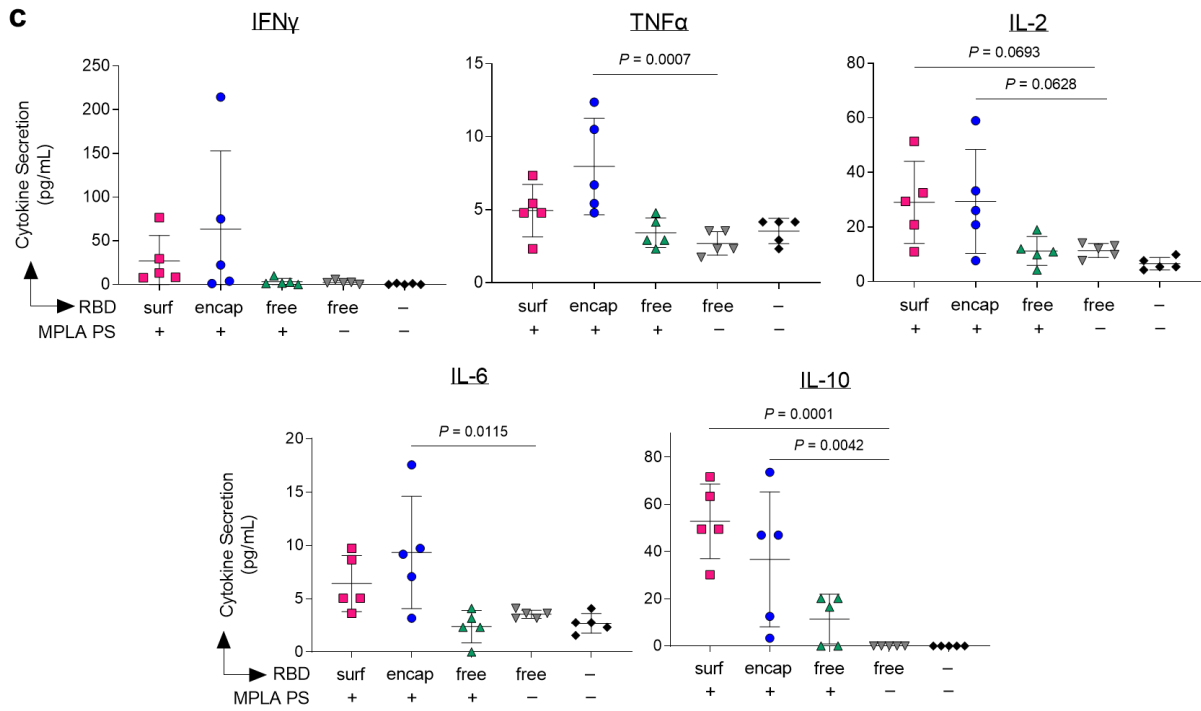 c
IFNγ
TNFα
IL-2
Cytokine Secretion
(pg/mL)
250
200
150
100
50
0
RBD
surf encap free free –
MPLA PS
+ + + – –
15
10
5
0
P = 0.0007
surf encap free free –
+ + + – –
80
60
40
20
0
P = 0.0693
P = 0.0628
surf encap free free –
+ + + – –
IL-6
IL-10
Cytokine Secretion
(pg/mL)
20
15
10
5
0
P = 0.0115
RBD
surf encap free free –
MPLA PS
+ + + – –
80
60
40
20
0
P = 0.0001
P = 0.0042
surf encap free free –
+ + + – –